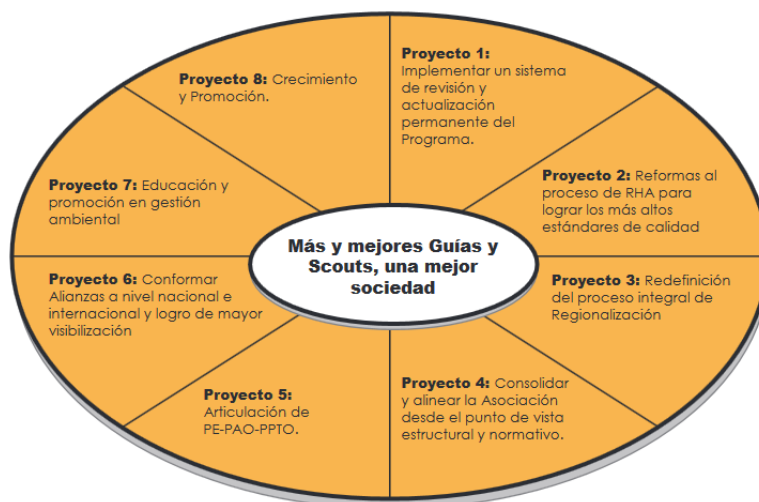 Proyecto 1:
Implementar un sistema
de revisión y
actualización
permanente del
Programa.
Proyecto 2: Reformas al
proceso de RHA para
lograr los más altos
estándares de calidad
Proyecto 3: Redefinición
del proceso integral de
Regionalización
Proyecto 4: Consolidar
y alinear la Asociación
desde el punto de vista
estructural y normativo.
Proyecto 5:
Articulación de
PE-PAO-PPTO.
Proyecto 6: Conformar
Alianzas a nivel nacional e
internacional y logro de mayor
visibilización
Proyecto 7: Educación y
promoción en gestión
ambiental
Proyecto 8: Crecimiento
y Promoción.
Más y mejores Guías y
Scouts, una mejor
sociedad